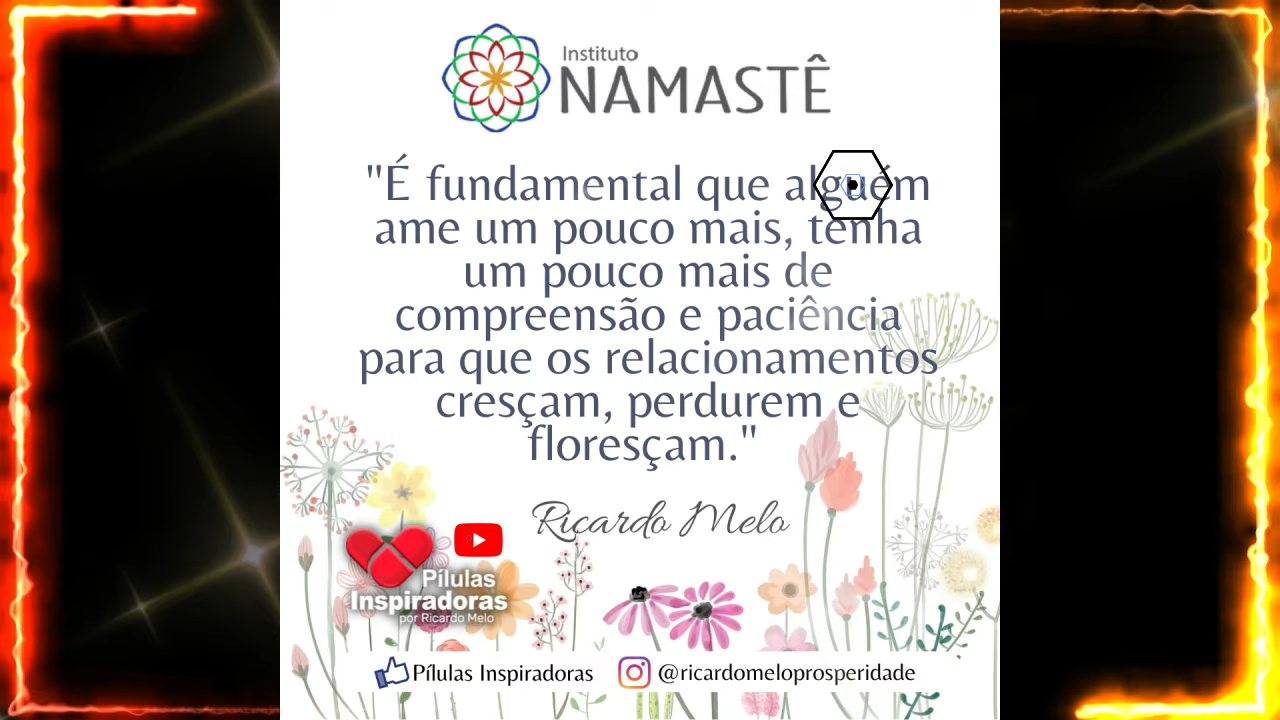 Instituto
NAMASTÊ
"É fundamental que alguém
ame um pouco mais, tenha
um pouco mais de
compreensão e paciência
para que os relacionamentos
cresçam, perdurem e
floresçam."
Ricardo Melo
Pílulas
Inspiradoras
por Ricardo Melo
Pílulas Inspiradoras @ricardomeloprosperidade